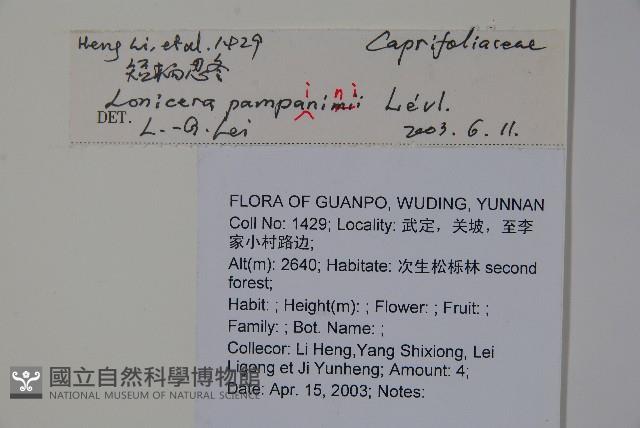 Heng Li, et al. 1429 Caprifoliaceae
短柄忍冬
i n i
Lonicera pampanimii Lévl.
DET. L.-G. Lei 2003. 6. 11.
FLORA OF GUANPO, WUDING, YUNNAN
Coll No: 1429; Locality: 武定，关坡，至李
家小村路边;
Alt(m): 2640; Habitate: 次生松栎林 second
forest;
Habit: ; Height(m): ; Flower: ; Fruit: ;
Family: ; Bot. Name: ;
Collecor: Li Heng,Yang Shixiong, Lei
Ligong et Ji Yunheng; Amount: 4;
Date: Apr. 15, 2003; Notes:
國立自然科學博物館
NATIONAL MUSEUM OF NATURAL SCIENCE